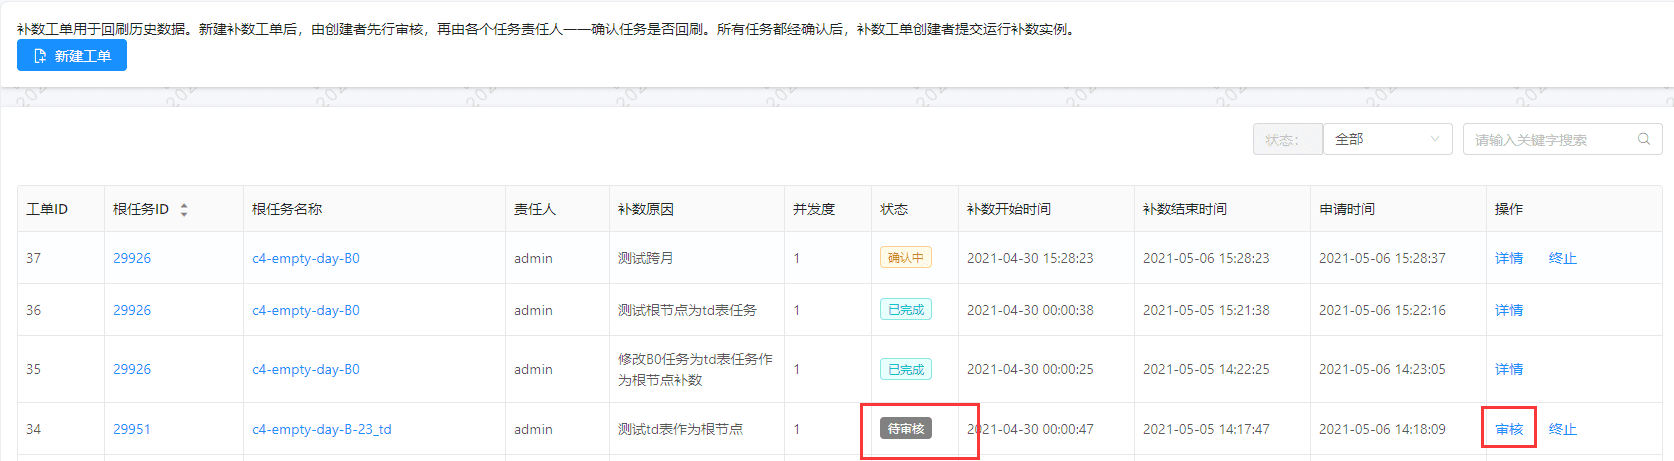 补数工单用于回刷历史数据。新建补数工单后，由创建者先行审核，再由各个任务责任人一一确认任务是否回刷。所有任务都经确认后，补数工单创建者提交运行补数实例。
新建工单
状态： 全部 请输入关键字搜索
工单ID 根任务ID 根任务名称 责任人 补数原因 并发度 状态 补数开始时间 补数结束时间 申请时间 操作
37 29926 c4-empty-day-B0 admin 测试跨月 1 确认中 2021-04-30 15:28:23 2021-05-06 15:28:23 2021-05-06 15:28:37 详情 终止
36 29926 c4-empty-day-B0 admin 测试根节点为td表任务 1 已完成 2021-04-30 00:00:38 2021-05-05 15:21:38 2021-05-06 15:22:16 详情
35 29926 c4-empty-day-B0 admin 修改B0任务为td表任务作 1 已完成 2021-04-30 00:00:25 2021-05-05 14:22:25 2021-05-06 14:23:05 详情
为根节点补数
34 29951 c4-empty-day-B-23_td admin 测试td表作为根节点 1 待审核 2021-04-30 00:00:47 2021-05-05 14:17:47 2021-05-06 14:18:09 审核 终止